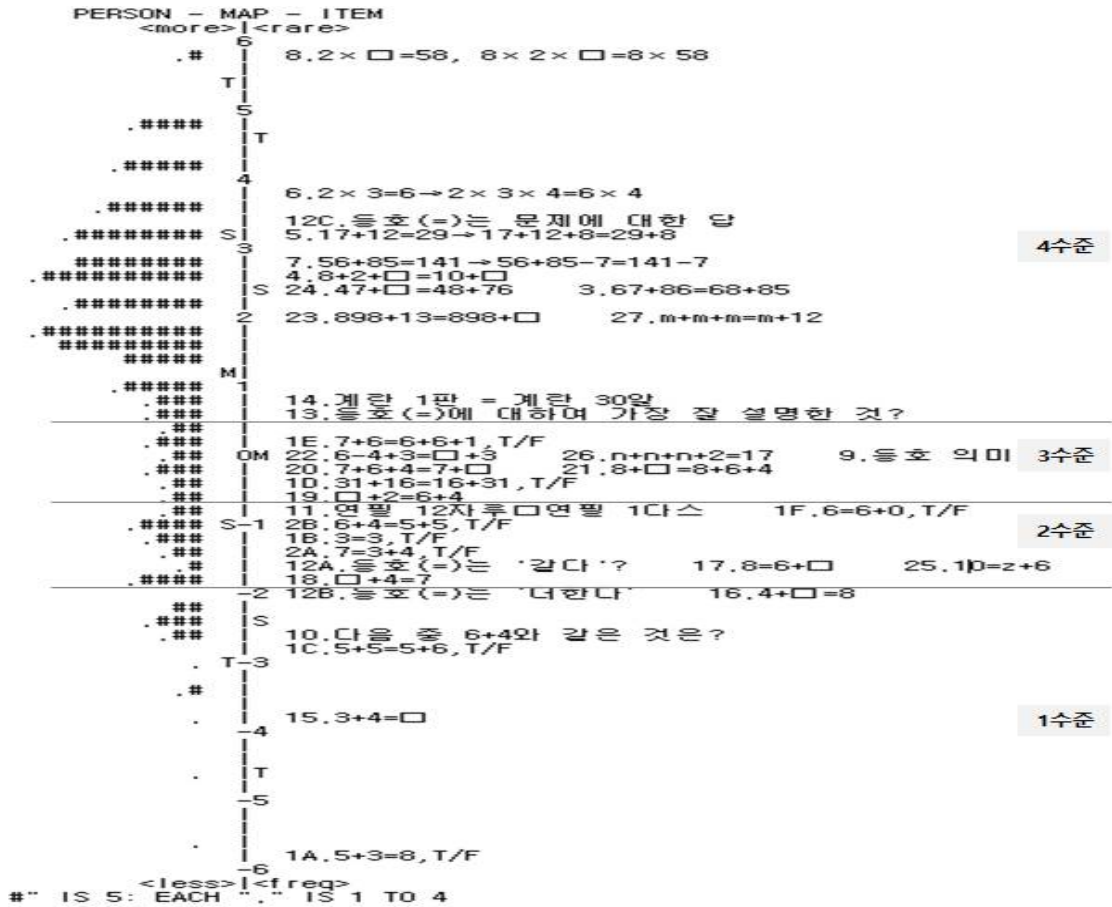 PERSON - MAP - ITEM
<more>|<rare>
6
.# | 8.2× □=58, 8× 2× □=8× 58
T|
5
.####
|T
.#####
4
| 6.2× 3=6→2× 3× 4=6× 4
.######
| 12C.등호(=)는 문제에 대한 답
.######## S| 5.17+12=29→17+12+8=29+8
3
4수준
######## | 7.56+85=141→56+85-7=141-7
.########## | 4.8+2+□=10+□
|S 24.47+□=48+76 3.67+86=68+85
.########
2 23.898+13=898+□ 27.m+m+m=m+12
.##########
#########
#####
M|
.##### 1
.### | 14.계란 1판 = 계란 30알
.### | 13.등호(=)에 대하여 가장 잘 설명한 것?
.##
.### | 1E.7+6=6+6+1,T/F
.## 0M 22.6-4+3=□+3 26.n+n+n+2=17 9.등호 의미 3수준
.### | 20.7+6+4=7+□ 21.8+□=8+6+4
.## | 1D.31+16=16+31,T/F
.## | 19.□+2=6+4
.## | 11.연필 12자루□연필 1다스 1F.6=6+0,T/F
.#### S-1 2B.6+4=5+5,T/F
2수준
.### | 1B.3=3,T/F
.## | 2A.7=3+4,T/F
.# | 12A.등호(=)는 '같다'? 17.8=6+□ 25.10=z+6
.#### | 18.□+4=7
-2 12B.등호(=)는 '더한다' 16.4+□=8
##
.### |S
.## | 10.다음 중 6+4와 같은 것은?
| 1C.5+5=5+6,T/F
. T-3
.#
. | 15.3+4=□
1수준
-4
. |T
-5
.
| 1A.5+3=8,T/F
-6
<less>|<freq>
#" IS 5: EACH "." IS 1 TO 4